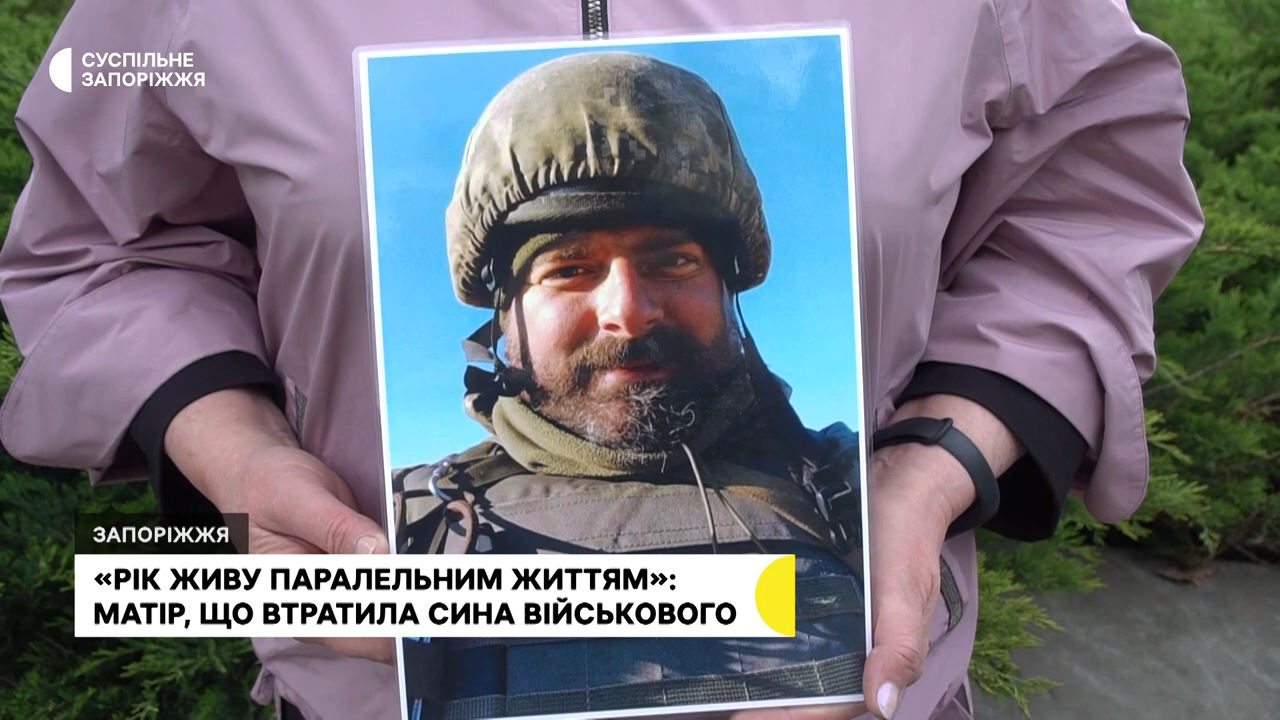 СУСПІЛЬНЕ
ЗАПОРІЖЖЯ
ЗАПОРІЖЖЯ
«РІК ЖИВУ ПАРАЛЕЛЬНИМ ЖИТТЯМ»:
МАТІР, ЩО ВТРАТИЛА СИНА ВІЙСЬКОВОГО